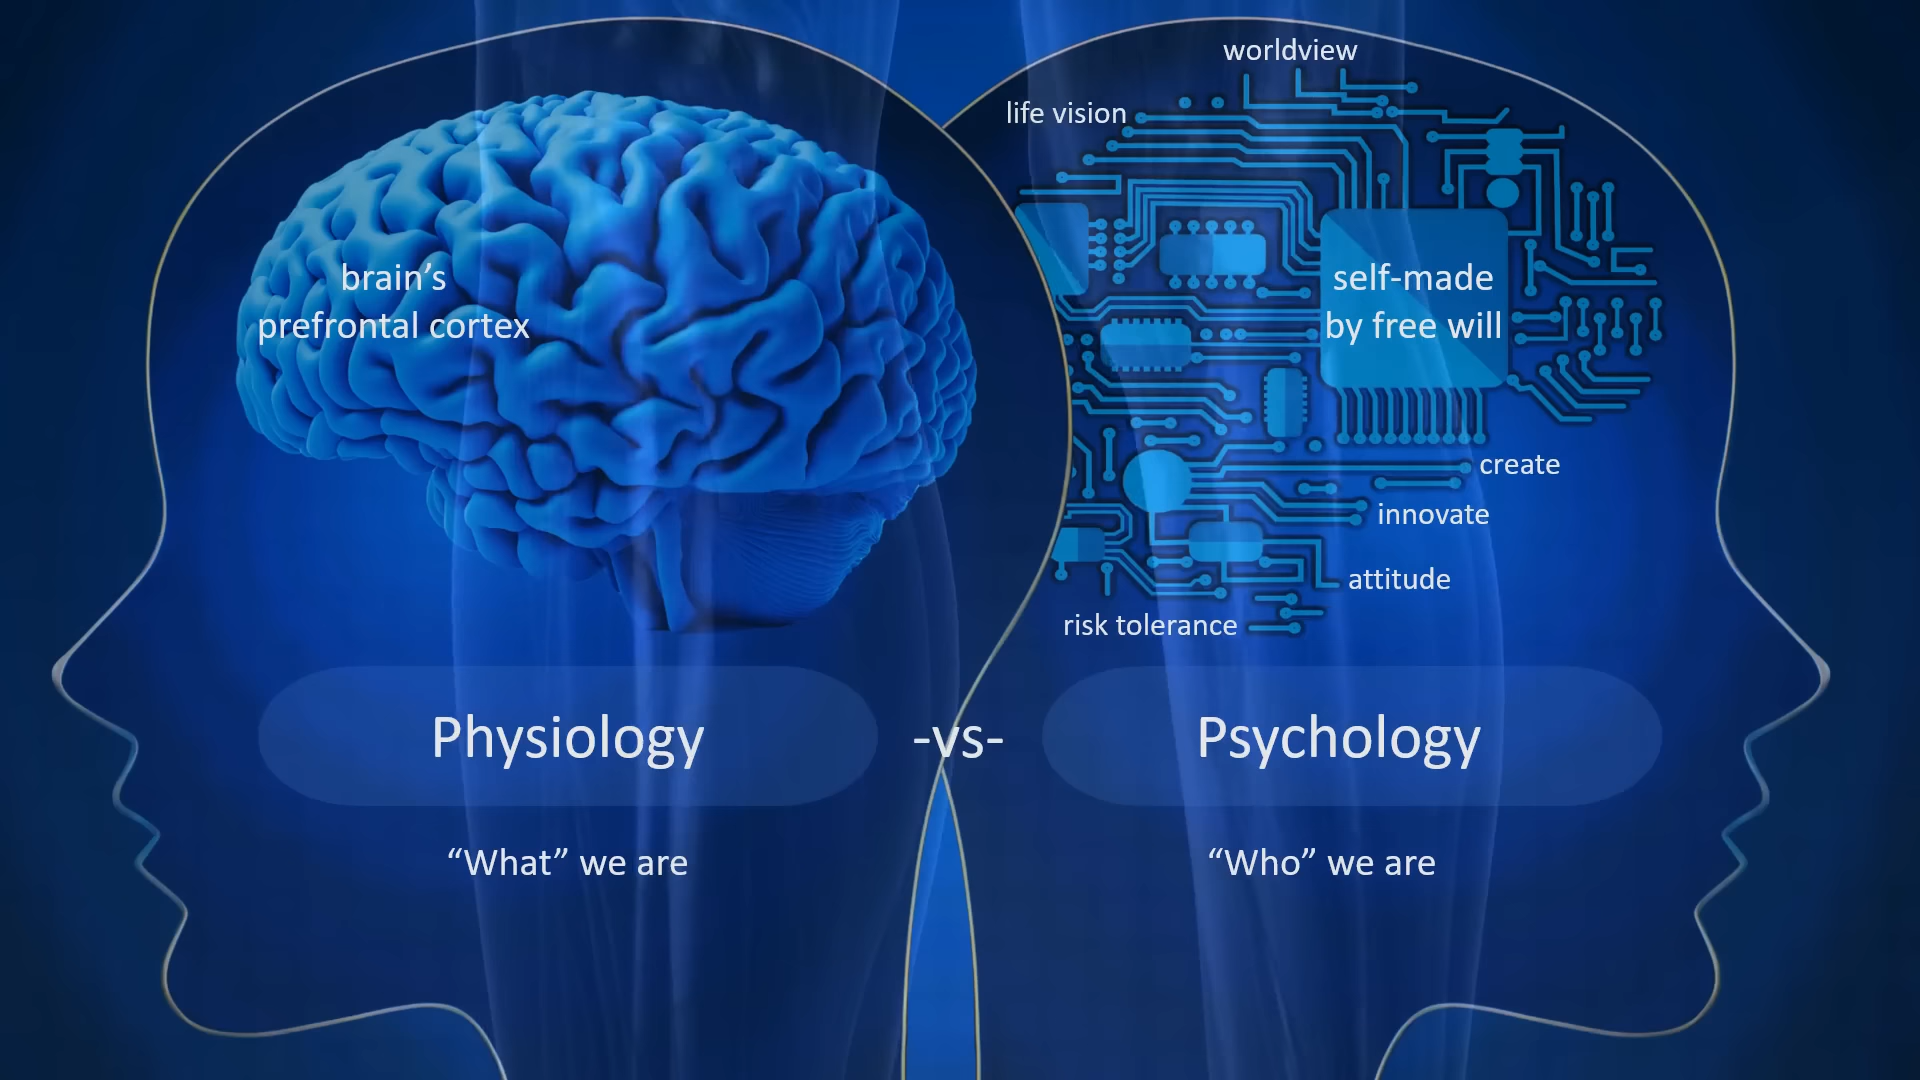 worldview
life vision
brain’s
prefrontal cortex
self-made
by free will
create
innovate
attitude
risk tolerance
Physiology
-vs-
Psychology
“What” we are
“Who” we are